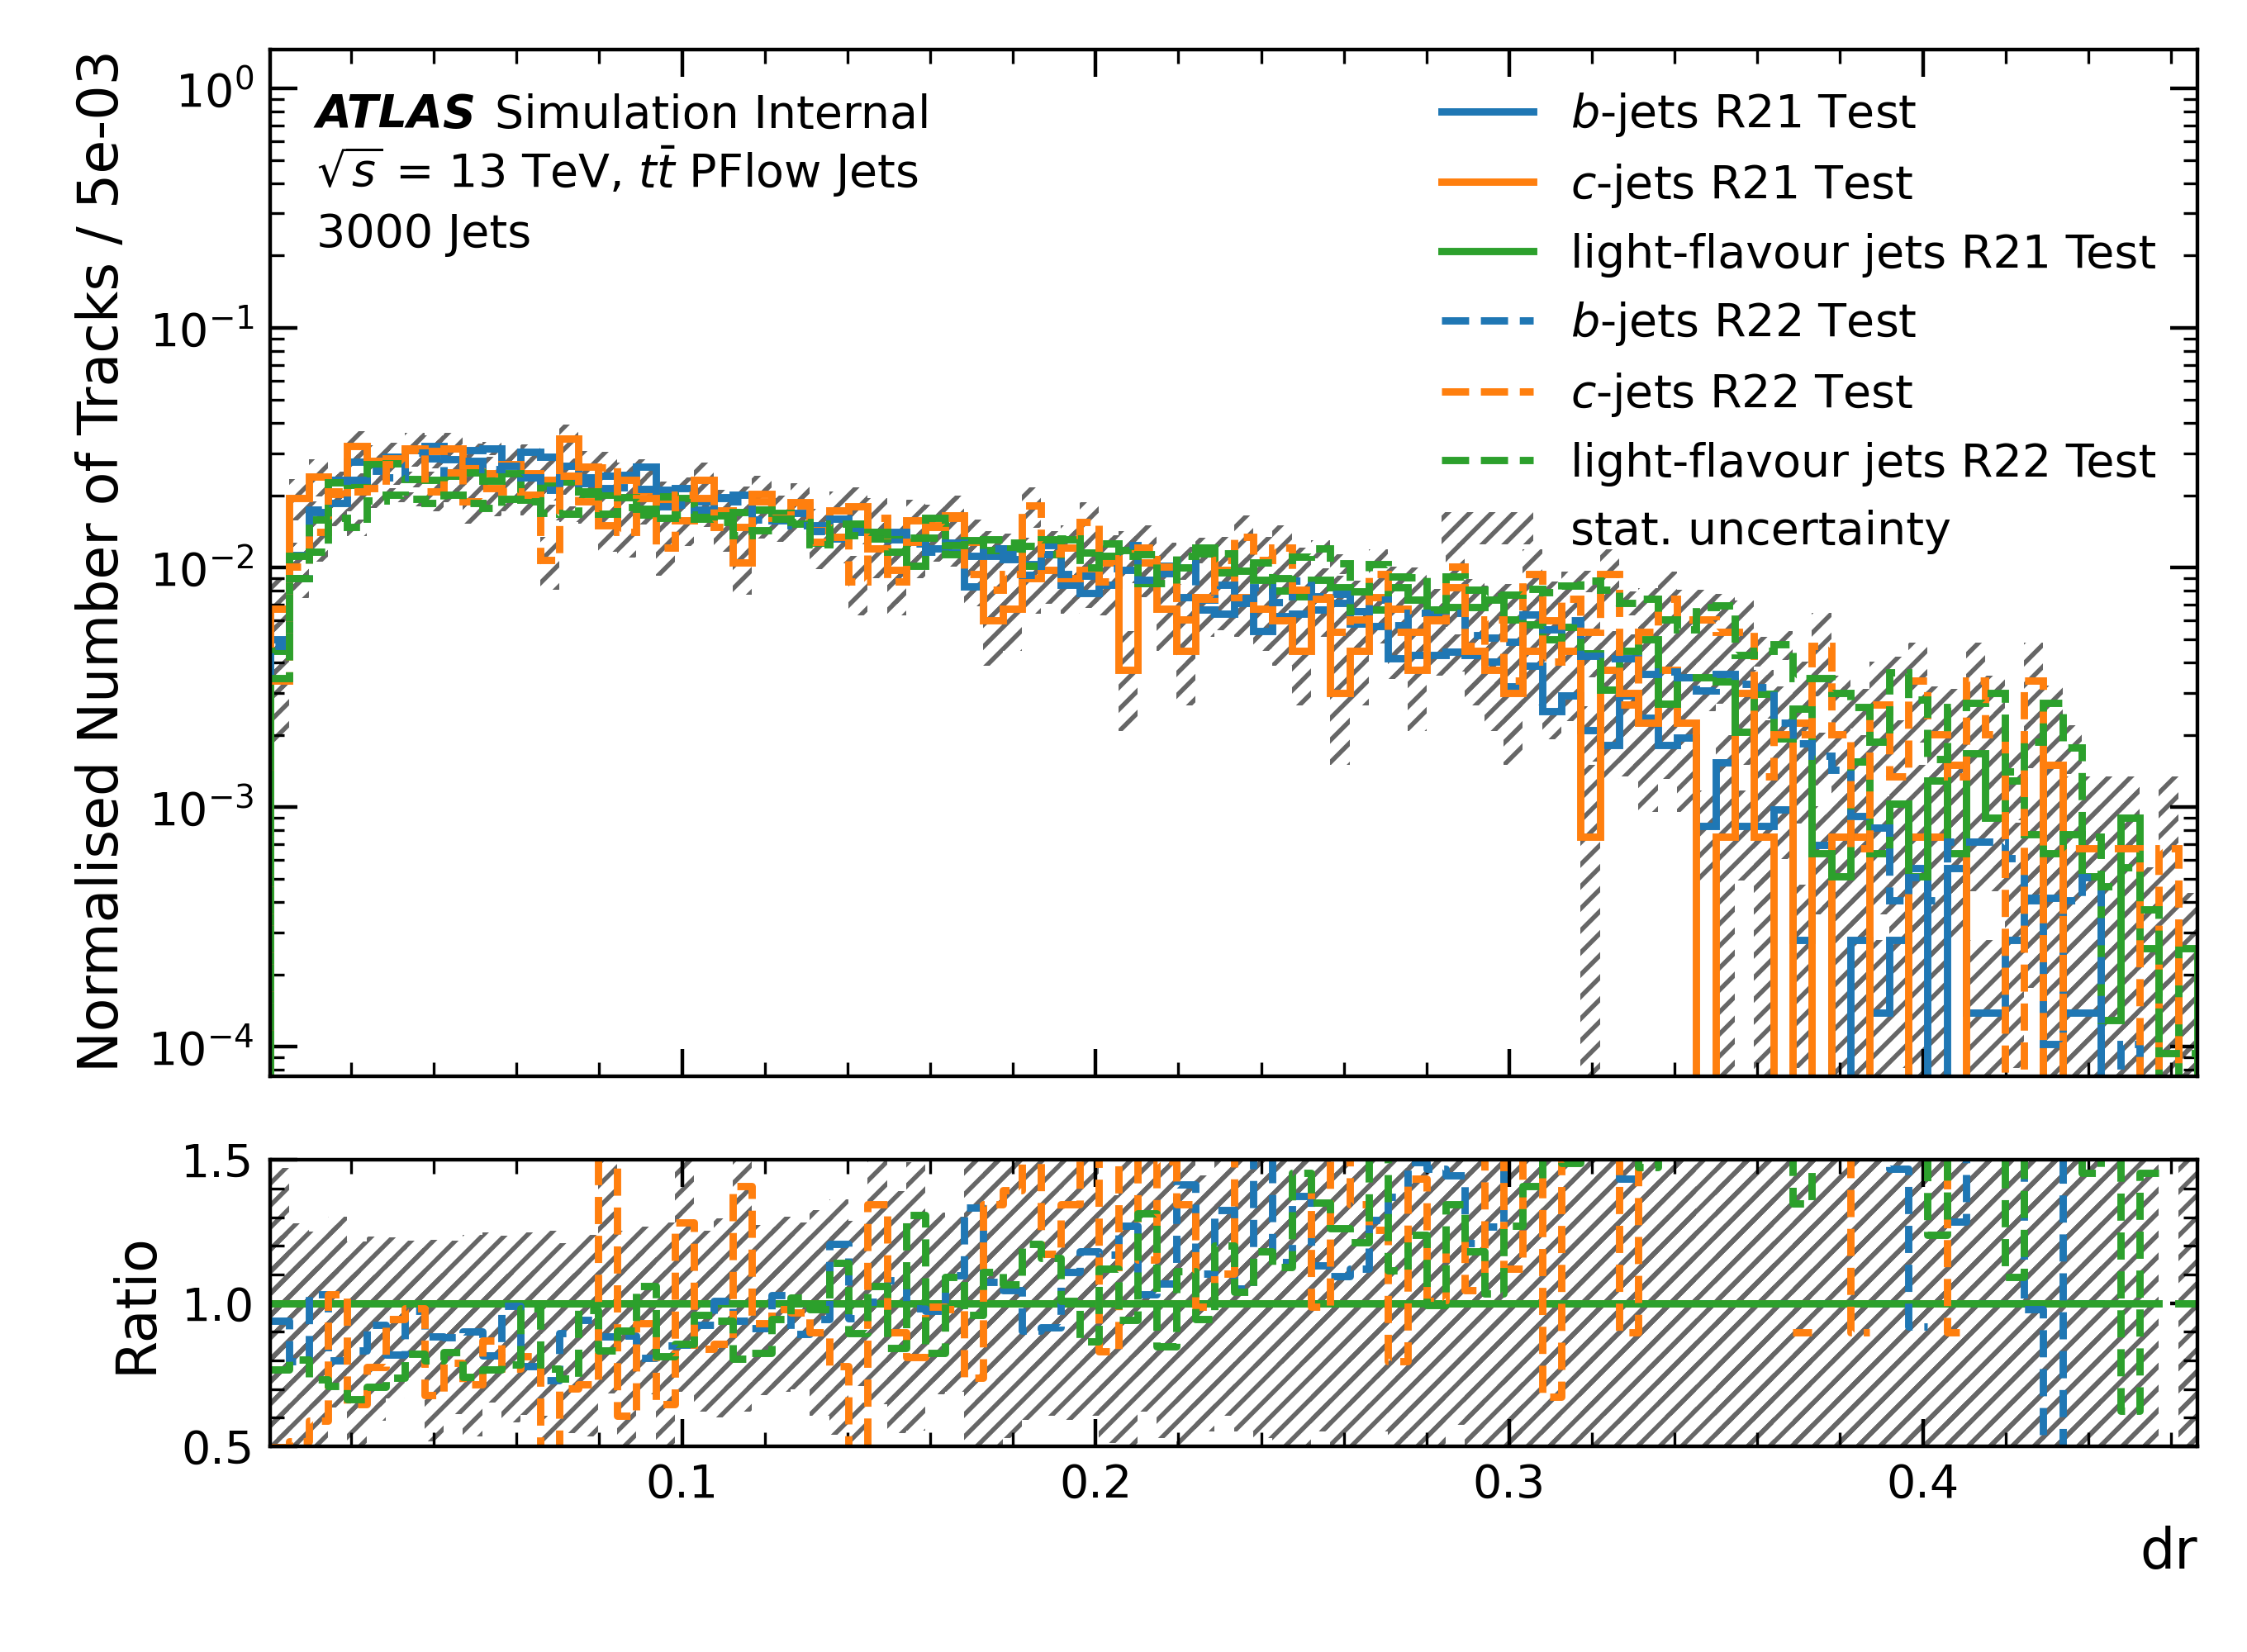 Normalised Number of Tracks / 5e-03
10⁰
10⁻¹
10⁻²
10⁻³
10⁻⁴
ATLAS Simulation Internal
√s = 13 TeV, tt̄ PFlow Jets
3000 Jets
b-jets R21 Test
c-jets R21 Test
light-flavour jets R21 Test
b-jets R22 Test
c-jets R22 Test
light-flavour jets R22 Test
stat. uncertainty
Ratio
1.5
1.0
0.5
0.1 0.2 0.3 0.4
dr